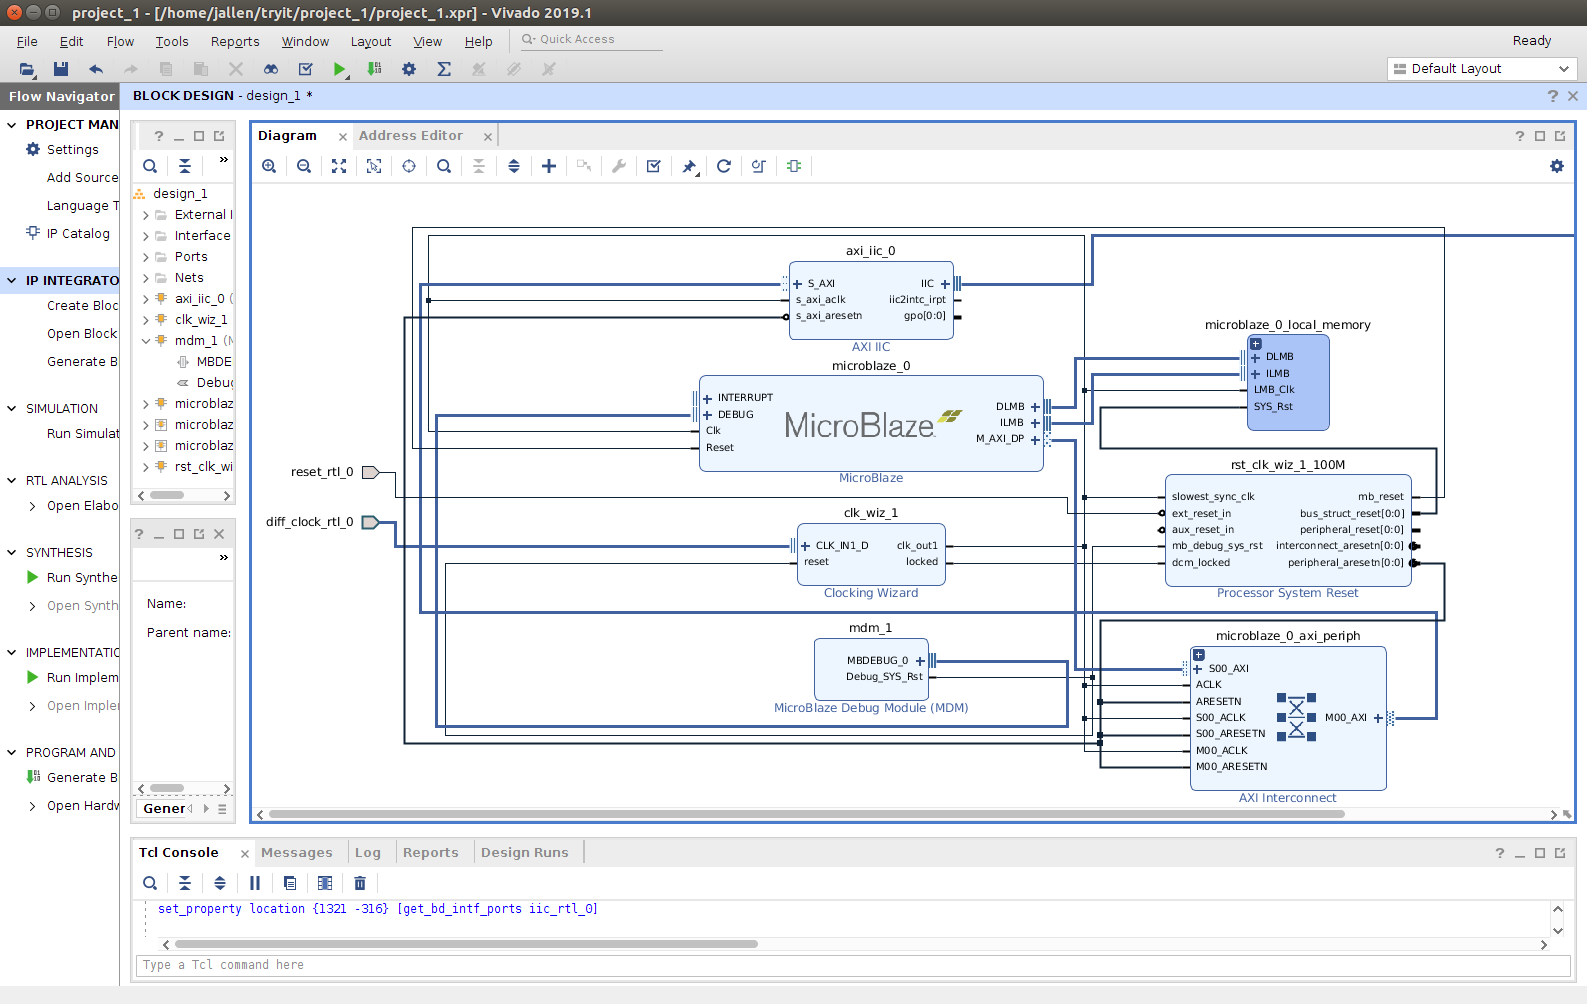 project_1 - [/home/jallen/tryit/project_1/project_1.xpr] - Vivado 2019.1
File Edit Flow Tools Reports Window Layout View Help Quick Access Ready
Default Layout
Flow Navigator
BLOCK DESIGN - design_1 *
PROJECT MAN
Settings
Add Source
Language T
IP Catalog
IP INTEGRATO
Create Bloc
Open Block
Generate B
SIMULATION
Run Simulat
RTL ANALYSIS
Open Elabo
SYNTHESIS
Run Synthe
Open Synth
IMPLEMENTATIO
Run Implem
Open Imple
PROGRAM AND
Generate B
Open Hardw
design_1
External I
Interface
Ports
Nets
axi_iic_0 (
clk_wiz_1
mdm_1 (M
MBDE
Debug
microblaz
microblaz
microblaz
rst_clk_wi
Name:
Parent name:
Gener
Diagram
Address Editor
axi_iic_0
S_AXI
s_axi_aclk
s_axi_aresetn
IIC
iic2intc_irpt
gpo[0:0]
AXI IIC
microblaze_0
INTERRUPT
DEBUG
Clk
Reset
MicroBlaze
DLMB
ILMB
M_AXI_DP
MicroBlaze
microblaze_0_local_memory
DLMB
ILMB
LMB_Clk
SYS_Rst
reset_rtl_0
diff_clock_rtl_0
clk_wiz_1
CLK_IN1_D
reset
clk_out1
locked
Clocking Wizard
rst_clk_wiz_1_100M
slowest_sync_clk
ext_reset_in
aux_reset_in
mb_debug_sys_rst
dcm_locked
mb_reset
bus_struct_reset[0:0]
peripheral_reset[0:0]
interconnect_aresetn[0:0]
peripheral_aresetn[0:0]
Processor System Reset
mdm_1
MBDEBUG_0
Debug_SYS_Rst
MicroBlaze Debug Module (MDM)
microblaze_0_axi_periph
S00_AXI
ACLK
ARESETN
S00_ACLK
S00_ARESETN
M00_ACLK
M00_ARESETN
M00_AXI
AXI Interconnect
Tcl Console
Messages
Log
Reports
Design Runs
set_property location {1321 -316} [get_bd_intf_ports iic_rtl_0]
Type a Tcl command here